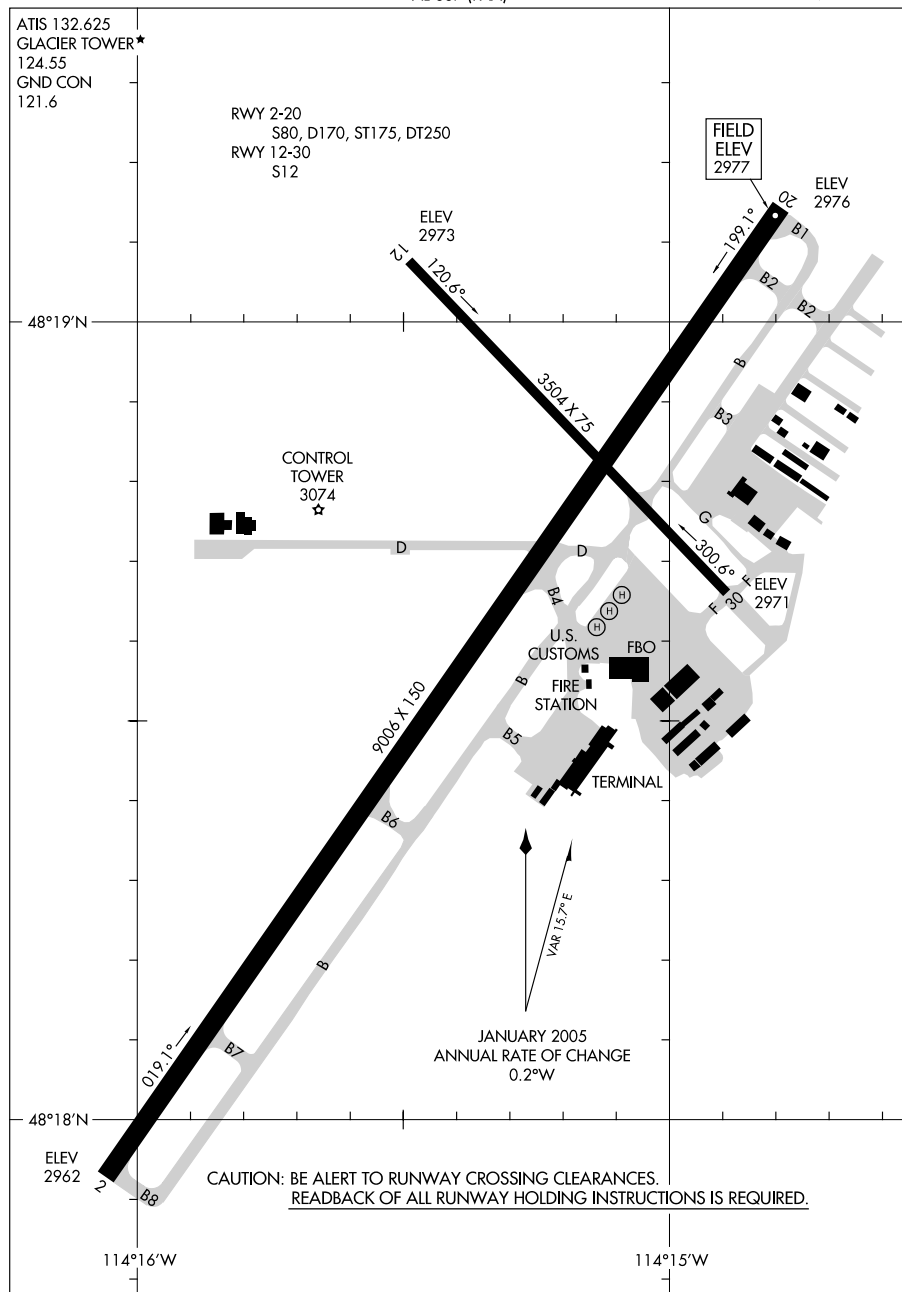 ATIS 132.625
GLACIER TOWER
124.55
GND CON
121.6
RWY 2-20
S80, D170, ST175, DT250
RWY 12-30
S12
FIELD
ELEV
2977
ELEV
2976
20
199.1°
B1
B2
B2
ELEV
2973
12
120.6°
48°19'N
3504 X 75
B
B3
CONTROL
TOWER
3074
G
D
D
300.6°
F
F
30
ELEV
2971
B4
H
H
H
U.S.
CUSTOMS
FBO
FIRE
STATION
B
B5
9006 X 150
TERMINAL
B6
VAR 15.7° E
B
JANUARY 2005
ANNUAL RATE OF CHANGE
0.2°W
019.1°
B7
48°18'N
ELEV
2962
2
B8
CAUTION: BE ALERT TO RUNWAY CROSSING CLEARANCES.
READBACK OF ALL RUNWAY HOLDING INSTRUCTIONS IS REQUIRED.
114°16'W
114°15'W